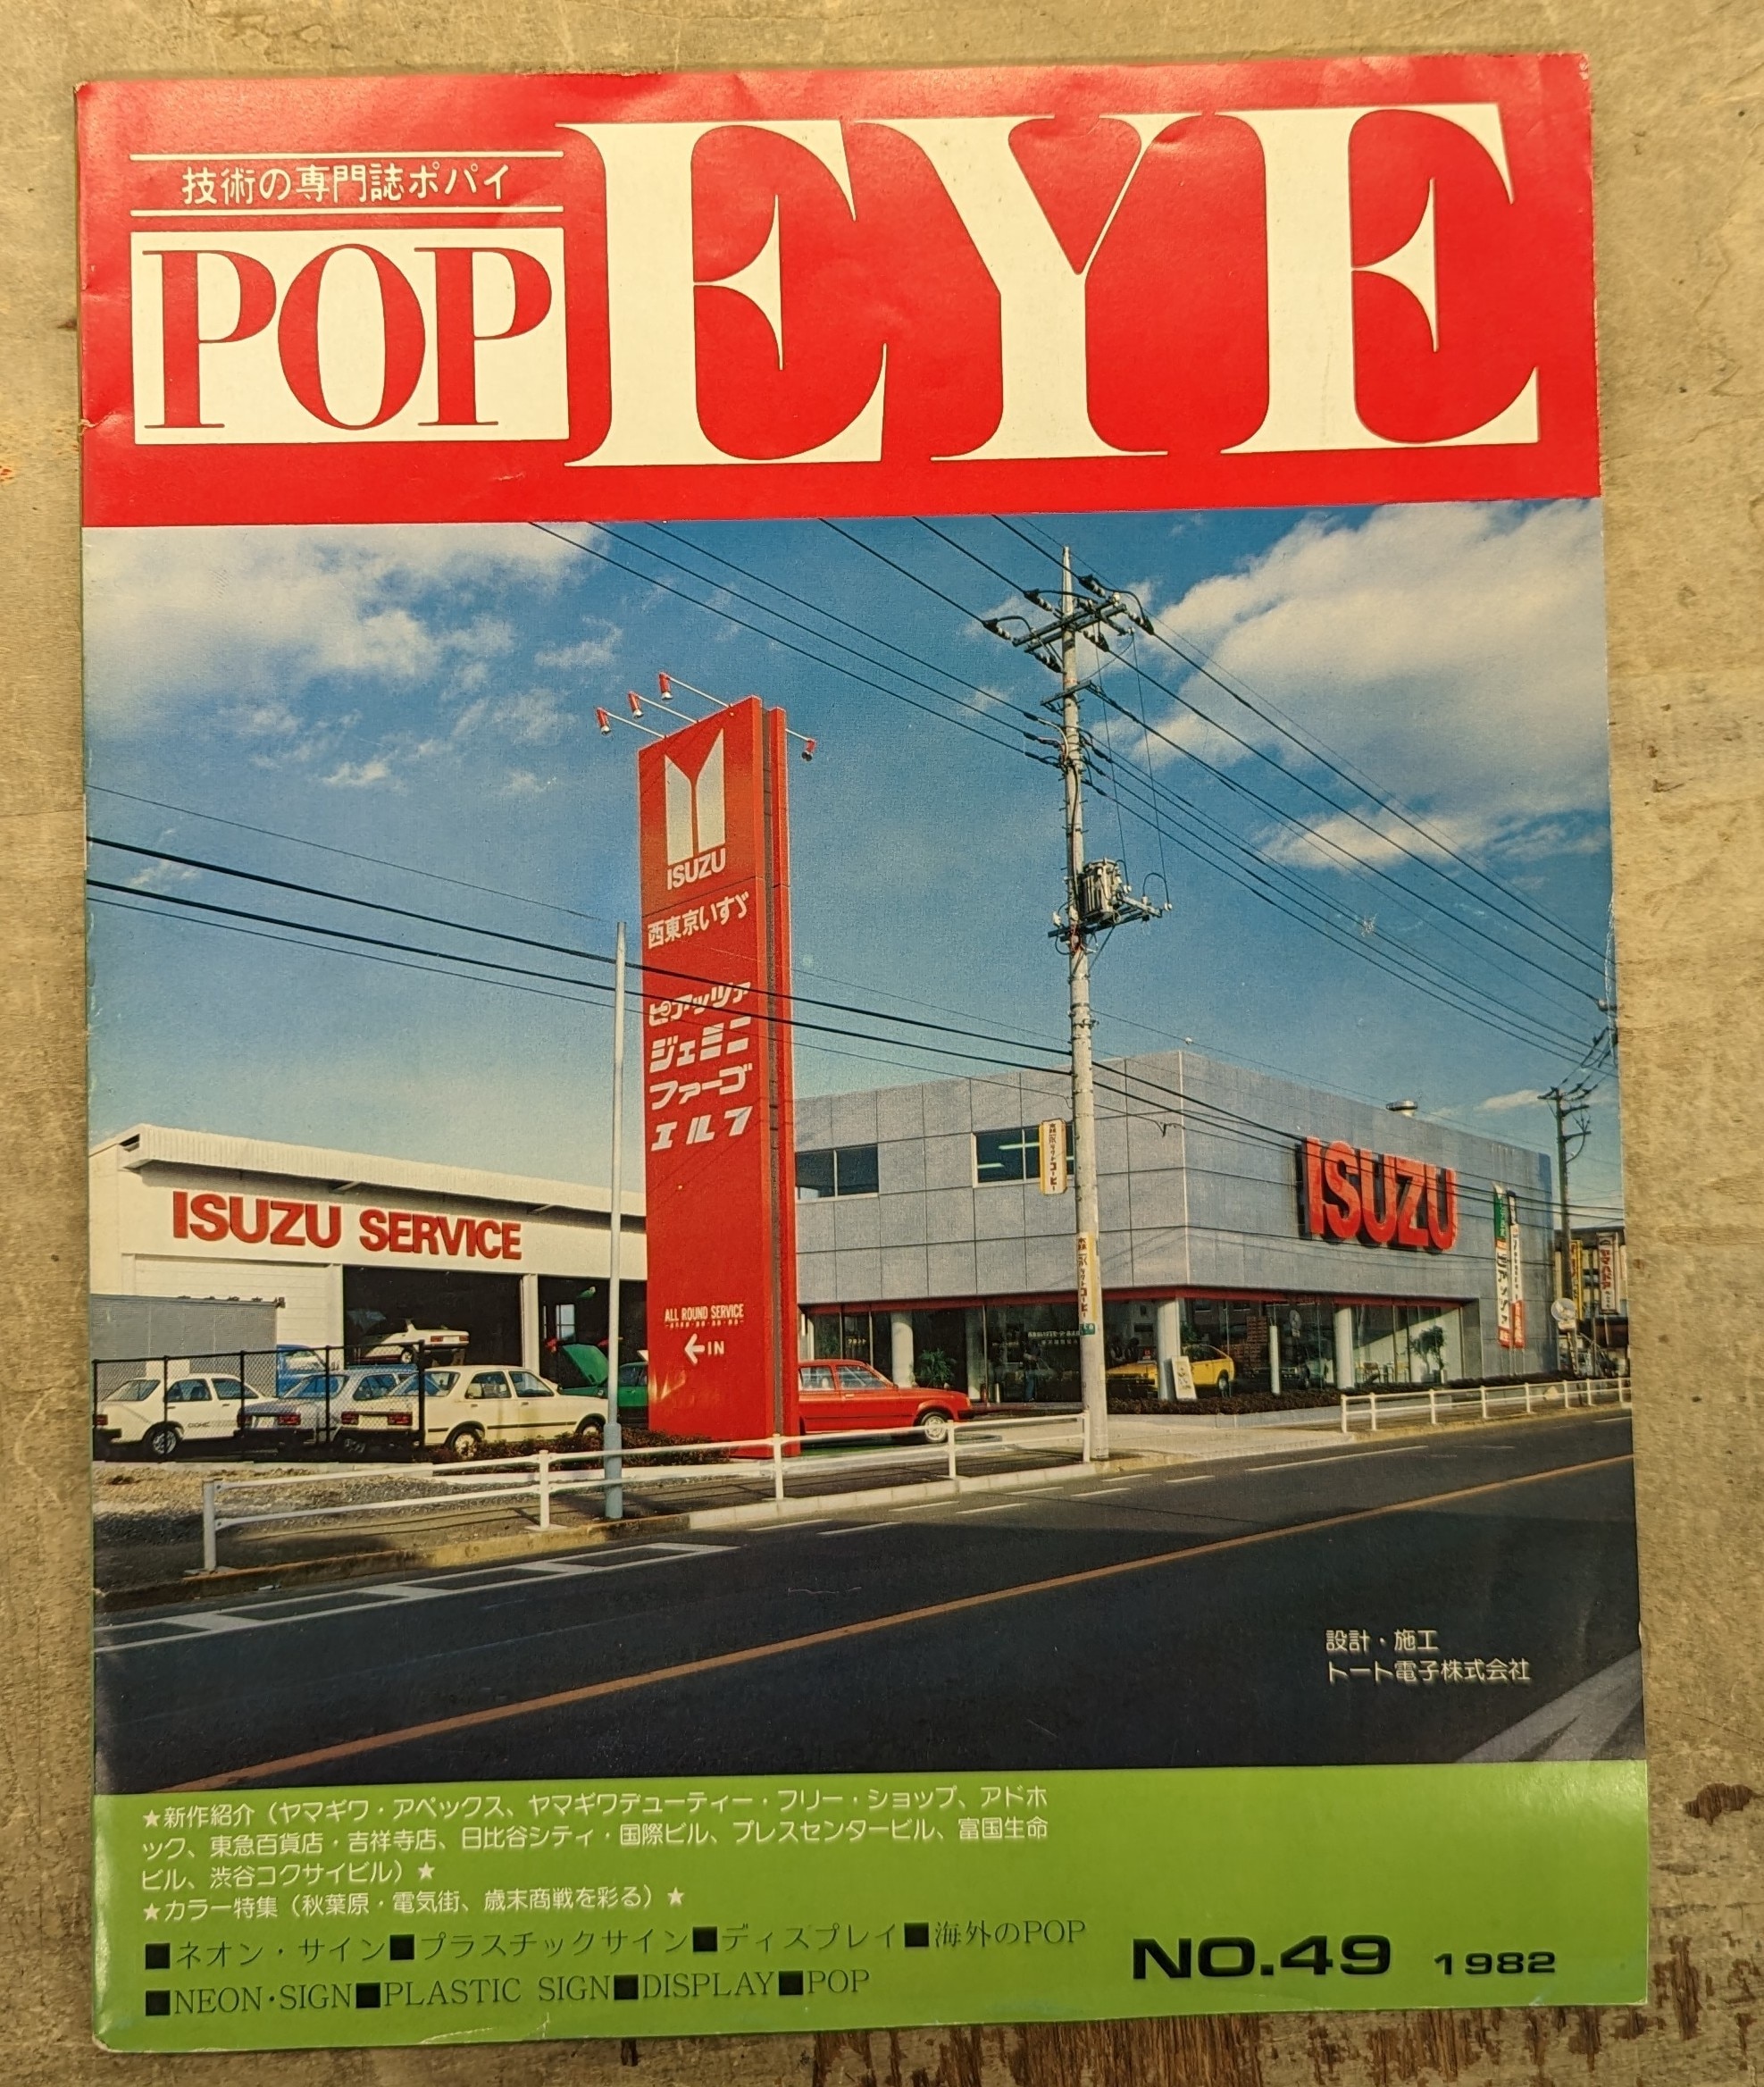 技術の専門誌ポパイ
POP EYE
ISUZU
西東京いすゞ
ピアッツァ
ジェミニ
ファーゴ
エルフ
ISUZU SERVICE
ISUZU
ALL ROUND SERVICE
←IN
設計・施工
トート電子株式会社
★新作紹介（ヤマギワ・アペックス、ヤマギワデューティー・フリー・ショップ、アドホ
ック、東急百貨店・吉祥寺店、日比谷シティ・国際ビル、プレスセンタービル、富国生命
ビル、渋谷コクサイビル）★
★カラー特集（秋葉原・電気街、歳末商戦を彩る）★
■ネオン・サイン■プラスチックサイン■ディスプレイ■海外のPOP
■NEON・SIGN■PLASTIC SIGN■DISPLAY■POP
NO.49 1982